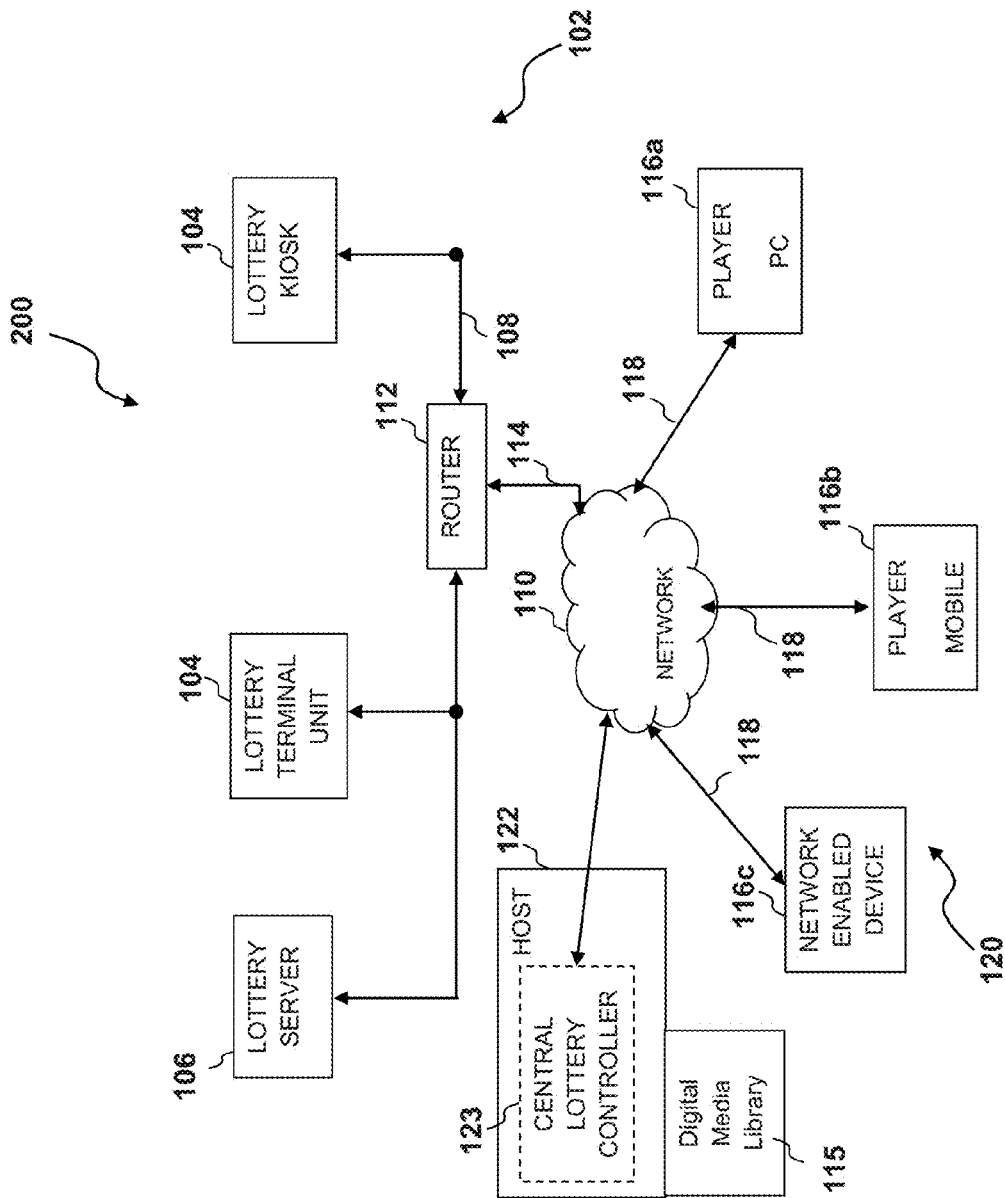 200
102
106
LOTTERY
SERVER
104
LOTTERY
TERMINAL
UNIT
104
LOTTERY
KIOSK
112
ROUTER
108
114
110
NETWORK
122
HOST
123
CENTRAL
LOTTERY
CONTROLLER
Digital
Media
Library
115
118
116c
NETWORK
ENABLED
DEVICE
120
118
116b
PLAYER
MOBILE
118
116a
PLAYER
PC